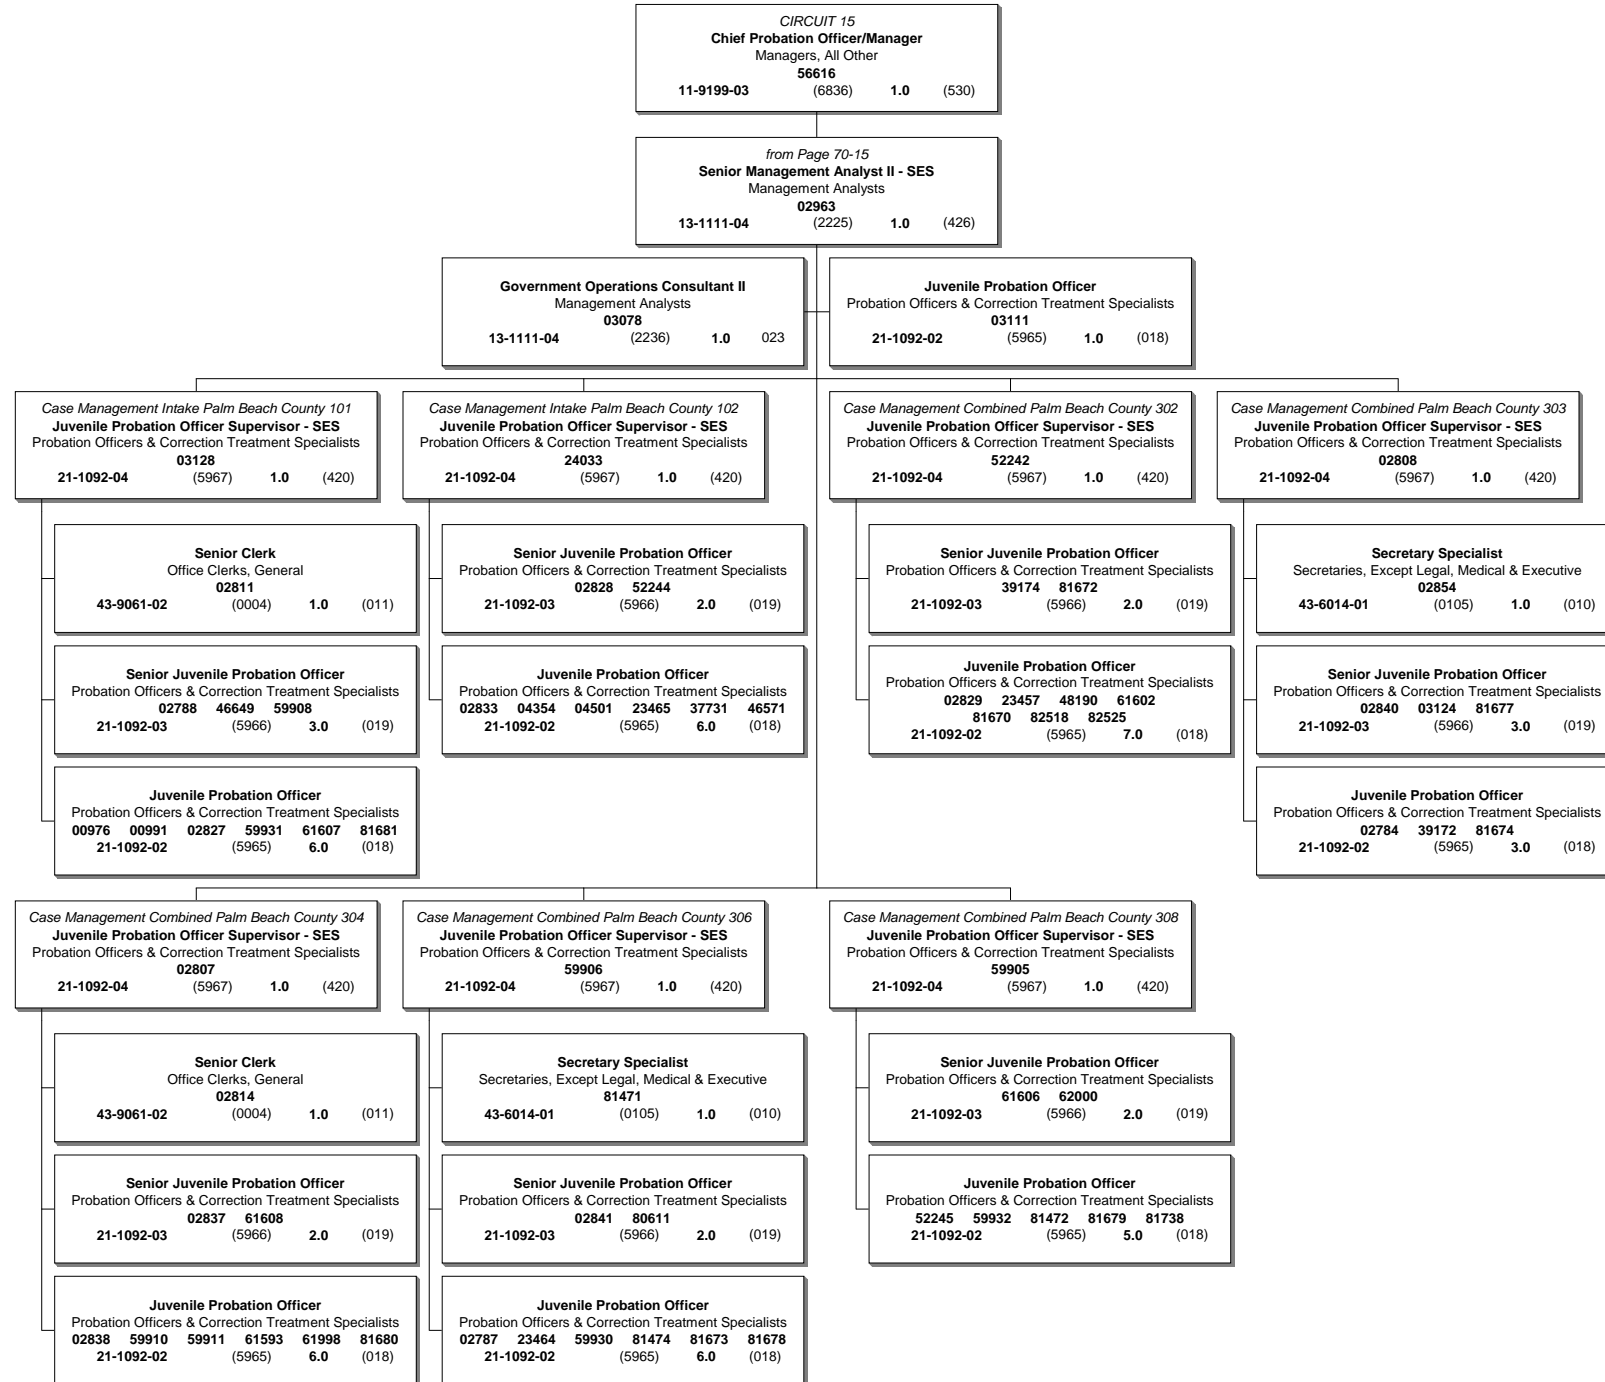 CIRCUIT 15
Chief Probation Officer/Manager
Managers, All Other
56616
11-9199-03 (6836) 1.0 (530)
from Page 70-15
Senior Management Analyst II - SES
Management Analysts
02963
13-1111-04 (2225) 1.0 (426)
Government Operations Consultant II
Management Analysts
03078
13-1111-04 (2236) 1.0 023
Juvenile Probation Officer
Probation Officers & Correction Treatment Specialists
03111
21-1092-02 (5965) 1.0 (018)
Case Management Intake Palm Beach County 101
Juvenile Probation Officer Supervisor - SES
Probation Officers & Correction Treatment Specialists
03128
21-1092-04 (5967) 1.0 (420)
Senior Clerk
Office Clerks, General
02811
43-9061-02 (0004) 1.0 (011)
Senior Juvenile Probation Officer
Probation Officers & Correction Treatment Specialists
02788 46649 59908
21-1092-03 (5966) 3.0 (019)
Juvenile Probation Officer
Probation Officers & Correction Treatment Specialists
00976 00991 02827 59931 61607 81681
21-1092-02 (5965) 6.0 (018)
Case Management Intake Palm Beach County 102
Juvenile Probation Officer Supervisor - SES
Probation Officers & Correction Treatment Specialists
24033
21-1092-04 (5967) 1.0 (420)
Senior Juvenile Probation Officer
Probation Officers & Correction Treatment Specialists
02828 52244
21-1092-03 (5966) 2.0 (019)
Juvenile Probation Officer
Probation Officers & Correction Treatment Specialists
02833 04354 04501 23465 37731 46571
21-1092-02 (5965) 6.0 (018)
Case Management Combined Palm Beach County 302
Juvenile Probation Officer Supervisor - SES
Probation Officers & Correction Treatment Specialists
52242
21-1092-04 (5967) 1.0 (420)
Senior Juvenile Probation Officer
Probation Officers & Correction Treatment Specialists
39174 81672
21-1092-03 (5966) 2.0 (019)
Juvenile Probation Officer
Probation Officers & Correction Treatment Specialists
02829 23457 48190 61602
81670 82518 82525
21-1092-02 (5965) 7.0 (018)
Case Management Combined Palm Beach County 303
Juvenile Probation Officer Supervisor - SES
Probation Officers & Correction Treatment Specialists
02808
21-1092-04 (5967) 1.0 (420)
Secretary Specialist
Secretaries, Except Legal, Medical & Executive
02854
43-6014-01 (0105) 1.0 (010)
Senior Juvenile Probation Officer
Probation Officers & Correction Treatment Specialists
02840 03124 81677
21-1092-03 (5966) 3.0 (019)
Juvenile Probation Officer
Probation Officers & Correction Treatment Specialists
02784 39172 81674
21-1092-02 (5965) 3.0 (018)
Case Management Combined Palm Beach County 304
Juvenile Probation Officer Supervisor - SES
Probation Officers & Correction Treatment Specialists
02807
21-1092-04 (5967) 1.0 (420)
Senior Clerk
Office Clerks, General
02814
43-9061-02 (0004) 1.0 (011)
Senior Juvenile Probation Officer
Probation Officers & Correction Treatment Specialists
02837 61608
21-1092-03 (5966) 2.0 (019)
Juvenile Probation Officer
Probation Officers & Correction Treatment Specialists
02838 59910 59911 61593 61998 81680
21-1092-02 (5965) 6.0 (018)
Case Management Combined Palm Beach County 306
Juvenile Probation Officer Supervisor - SES
Probation Officers & Correction Treatment Specialists
59906
21-1092-04 (5967) 1.0 (420)
Secretary Specialist
Secretaries, Except Legal, Medical & Executive
81471
43-6014-01 (0105) 1.0 (010)
Senior Juvenile Probation Officer
Probation Officers & Correction Treatment Specialists
02841 80611
21-1092-03 (5966) 2.0 (019)
Juvenile Probation Officer
Probation Officers & Correction Treatment Specialists
02787 23464 59930 81474 81673 81678
21-1092-02 (5965) 6.0 (018)
Case Management Combined Palm Beach County 308
Juvenile Probation Officer Supervisor - SES
Probation Officers & Correction Treatment Specialists
59905
21-1092-04 (5967) 1.0 (420)
Senior Juvenile Probation Officer
Probation Officers & Correction Treatment Specialists
61606 62000
21-1092-03 (5966) 2.0 (019)
Juvenile Probation Officer
Probation Officers & Correction Treatment Specialists
52245 59932 81472 81679 81738
21-1092-02 (5965) 5.0 (018)